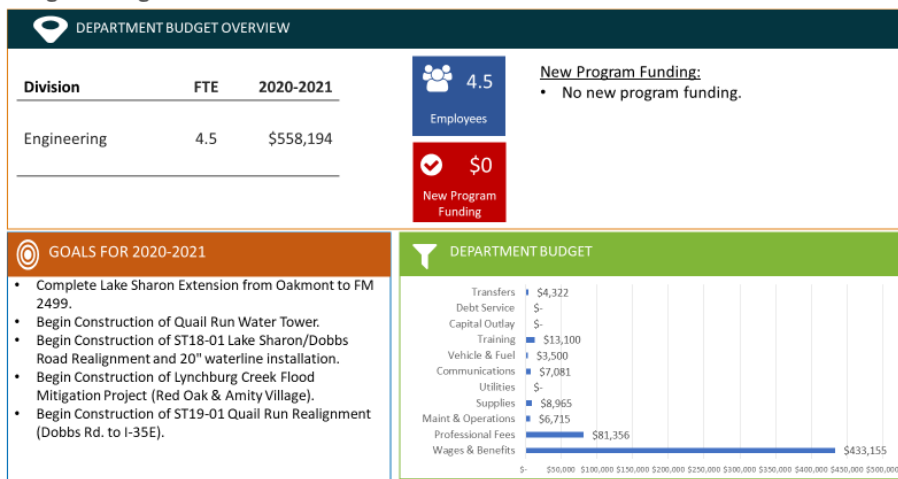 DEPARTMENT BUDGET OVERVIEW
Division FTE 2020-2021
Engineering 4.5 $558,194
4.5
Employees
$0
New Program
Funding
New Program Funding:
• No new program funding.
GOALS FOR 2020-2021
• Complete Lake Sharon Extension from Oakmont to FM
2499.
• Begin Construction of Quail Run Water Tower.
• Begin Construction of ST18-01 Lake Sharon/Dobbs
Road Realignment and 20" waterline installation.
• Begin Construction of Lynchburg Creek Flood
Mitigation Project (Red Oak & Amity Village).
• Begin Construction of ST19-01 Quail Run Realignment
(Dobbs Rd. to I-35E).
DEPARTMENT BUDGET
Transfers $4,322
Debt Service $-
Capital Outlay $-
Training $13,100
Vehicle & Fuel $3,500
Communications $7,081
Utilities $-
Supplies $8,965
Maint & Operations $6,715
Professional Fees $81,356
Wages & Benefits $433,155
$- $50,000 $100,000 $150,000 $200,000 $250,000 $300,000 $350,000 $400,000 $450,000 $500,000